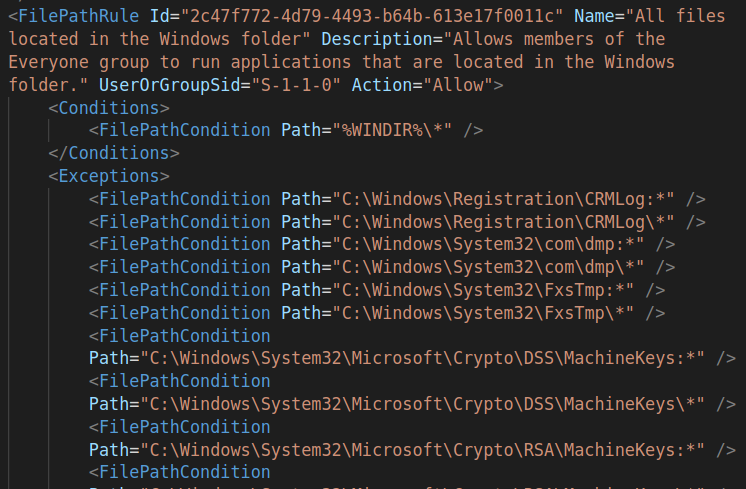 <FilePathRule Id="2c47f772-4d79-4493-b64b-613e17f0011c" Name="All files
located in the Windows folder" Description="Allows members of the
Everyone group to run applications that are located in the Windows
folder." UserOrGroupSid="S-1-1-0" Action="Allow">
<Conditions>
<FilePathCondition Path="%WINDIR%\*" />
</Conditions>
<Exceptions>
<FilePathCondition Path="C:\Windows\Registration\CRMLog:*" />
<FilePathCondition Path="C:\Windows\Registration\CRMLog\*" />
<FilePathCondition Path="C:\Windows\System32\com\dmp:*" />
<FilePathCondition Path="C:\Windows\System32\com\dmp\*" />
<FilePathCondition Path="C:\Windows\System32\FxsTmp:*" />
<FilePathCondition Path="C:\Windows\System32\FxsTmp\*" />
<FilePathCondition
Path="C:\Windows\System32\Microsoft\Crypto\DSS\MachineKeys:*" />
<FilePathCondition
Path="C:\Windows\System32\Microsoft\Crypto\DSS\MachineKeys\*" />
<FilePathCondition
Path="C:\Windows\System32\Microsoft\Crypto\RSA\MachineKeys:*" />
<FilePathCondition